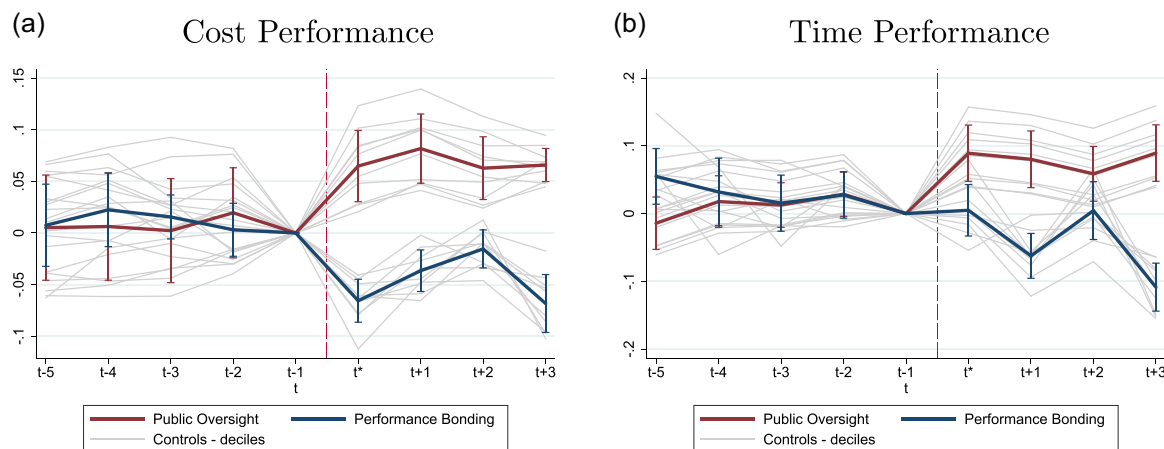 (a)
Cost Performance
.15
.1
.05
0
-.05
-.1
t-5 t-4 t-3 t-2 t-1 t* t+1 t+2 t+3
t
Public Oversight Performance Bonding
Controls - deciles
(b)
Time Performance
.2
.1
0
-.1
-.2
t-5 t-4 t-3 t-2 t-1 t* t+1 t+2 t+3
t
Public Oversight Performance Bonding
Controls - deciles